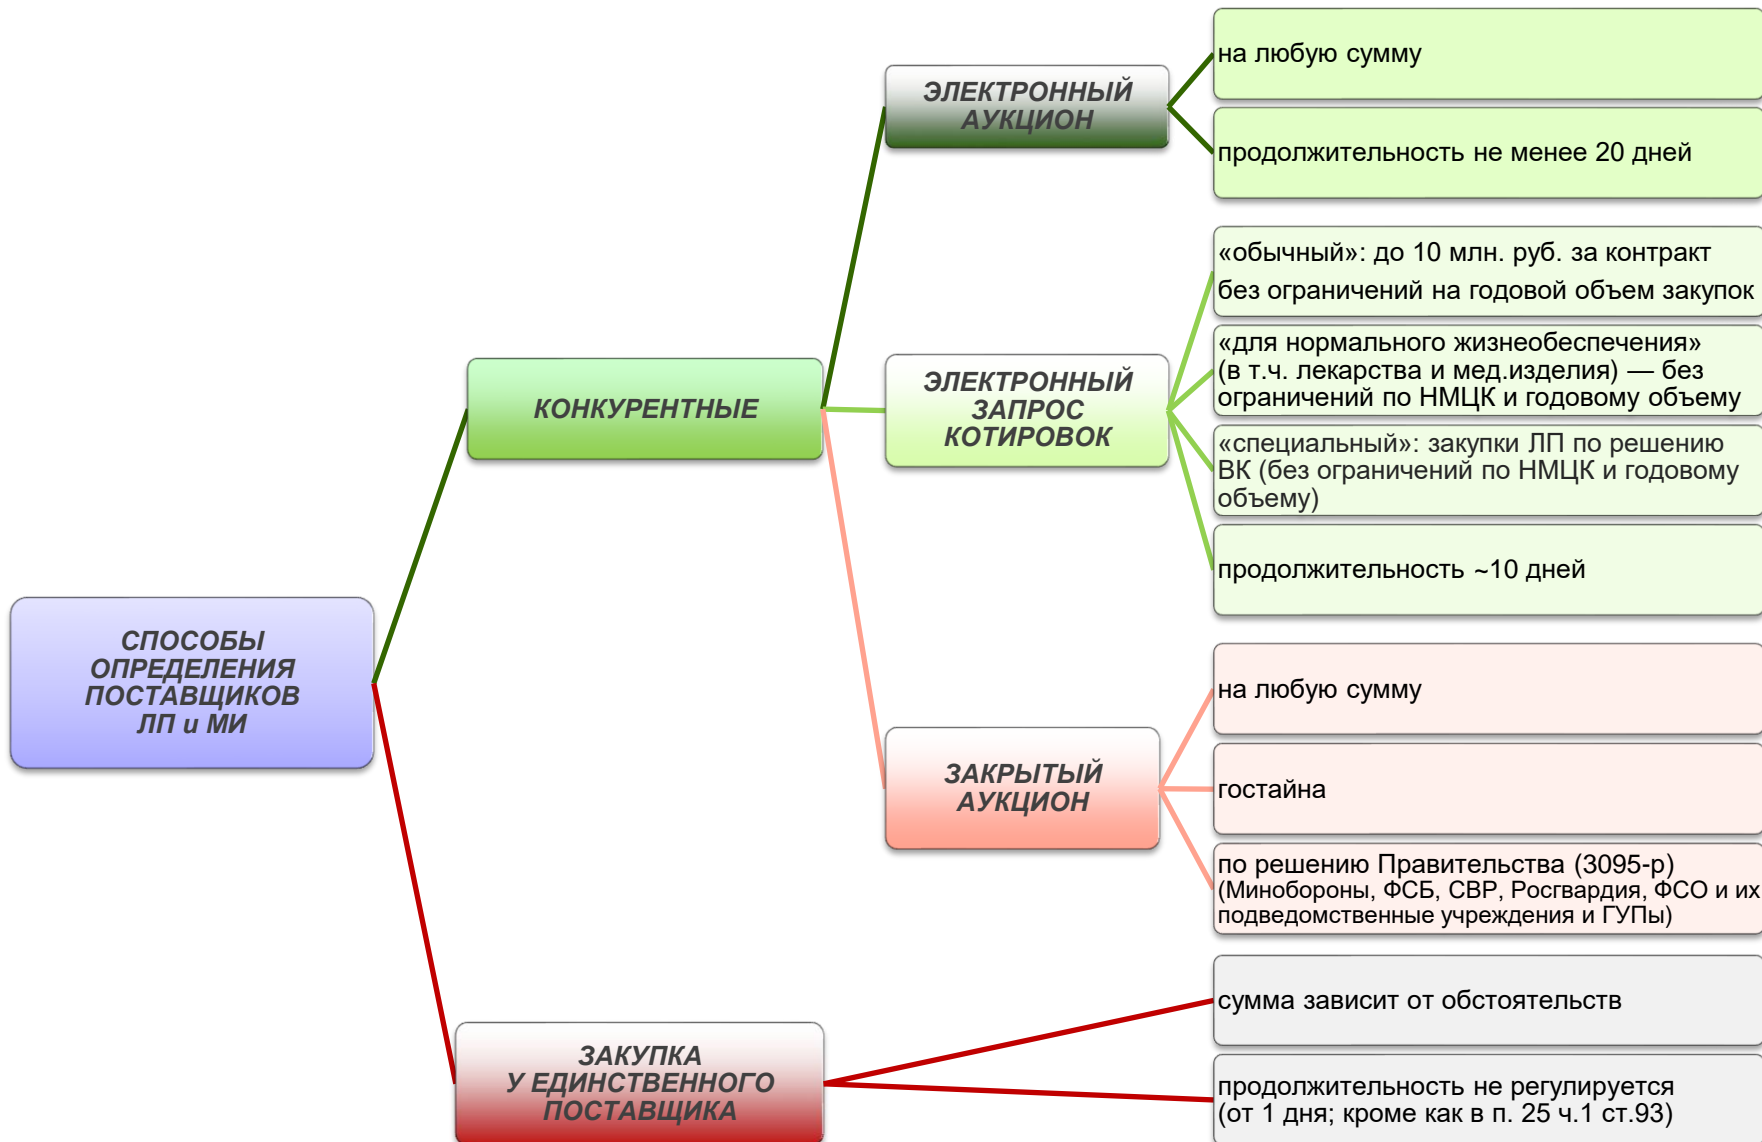 СПОСОБЫ
ОПРЕДЕЛЕНИЯ
ПОСТАВЩИКОВ
ЛП и МИ
КОНКУРЕНТНЫЕ
ЭЛЕКТРОННЫЙ
АУКЦИОН
на любую сумму
продолжительность не менее 20 дней
ЭЛЕКТРОННЫЙ
ЗАПРОС
КОТИРОВОК
«обычный»: до 10 млн. руб. за контракт
без ограничений на годовой объем закупок
«для нормального жизнеобеспечения»
(в т.ч. лекарства и мед.изделия) — без
ограничений по НМЦК и годовому объему
«специальный»: закупки ЛП по решению
ВК (без ограничений по НМЦК и годовому
объему)
продолжительность ~10 дней
ЗАКРЫТЫЙ
АУКЦИОН
на любую сумму
гостайна
по решению Правительства (3095-р)
(Минобороны, ФСБ, СВР, Росгвардия, ФСО и их
подведомственные учреждения и ГУПы)
ЗАКУПКА
У ЕДИНСТВЕННОГО
ПОСТАВЩИКА
сумма зависит от обстоятельств
продолжительность не регулируется
(от 1 дня; кроме как в п. 25 ч.1 ст.93)